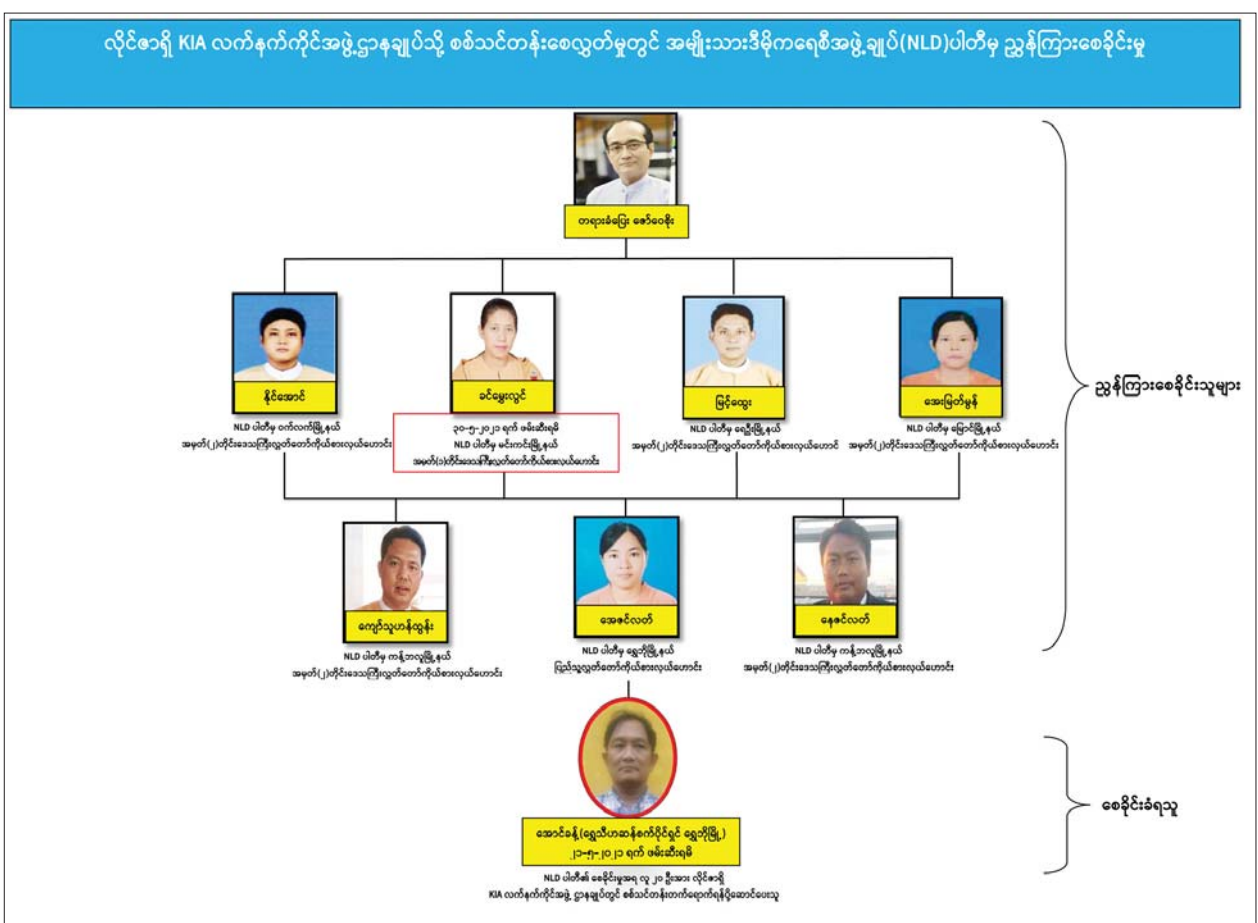 လိုင်ဇာရှိ KIA လက်နက်ကိုင်အဖွဲ့ဌာနချုပ်သို့ စစ်သင်တန်းစေလွှတ်မှုတွင် အမျိုးသားဒီမိုကရေစီအဖွဲ့ချုပ်(NLD)ပါတီမှ ညွှန်ကြားစေခိုင်းမှု
တရားခံပြေး ဇော်ဝေစိုး
နိုင်အောင်
ခင်မွှေးလွင်
မြင့်ထွေး
အေးမြတ်မွန်
NLD ပါတီမှ ဝက်လက်မြို့နယ်
အမှတ်(၂)တိုင်းဒေသကြီးလွှတ်တော်ကိုယ်စားလှယ်ဟောင်း
၃၀-၅-၂၀၂၁ ရက် ဖမ်းဆီးရမိ
NLD ပါတီမှ မင်းကင်းမြို့နယ်
အမှတ်(၁)တိုင်းဒေသကြီးလွှတ်တော်ကိုယ်စားလှယ်ဟောင်း
NLD ပါတီမှ ရေဦးမြို့နယ်
အမှတ်(၂)တိုင်းဒေသကြီးလွှတ်တော်ကိုယ်စားလှယ်ဟောင်
NLD ပါတီမှ မြောင်မြို့နယ်
အမှတ်(၂)တိုင်းဒေသကြီးလွှတ်တော်ကိုယ်စားလှယ်ဟောင်း
ညွှန်ကြားစေခိုင်းသူများ
ကျော်သူဟန်ထွန်း
အေဇင်လတ်
နေဇင်လတ်
NLD ပါတီမှ ကန့်ဘလူမြို့နယ်
အမှတ်(၂)တိုင်းဒေသကြီးလွှတ်တော်ကိုယ်စားလှယ်ဟောင်း
NLD ပါတီမှ ရွှေဘိုမြို့နယ်
ပြည်သူ့လွှတ်တော်ကိုယ်စားလှယ်ဟောင်း
NLD ပါတီမှ ကန့်ဘလူမြို့နယ်
အမှတ်(၂)တိုင်းဒေသကြီးလွှတ်တော်ကိုယ်စားလှယ်ဟောင်း
အောင်ခန့်(ရွှေသီဟဆန်စက်ပိုင်ရှင် ရွှေဘိုမြို့)
၂၁-၅-၂၀၂၁ ရက် ဖမ်းဆီးရမိ
NLD ပါတီ၏ စေခိုင်းမှုအရ လူ ၂၀ ဦးအား လိုင်ဇာရှိ
KIA လက်နက်ကိုင်အဖွဲ့ ဌာနချုပ်တွင် စစ်သင်တန်းတက်ရောက်ရန်ပို့ဆောင်ပေးသူ
စေခိုင်းခံရသူ